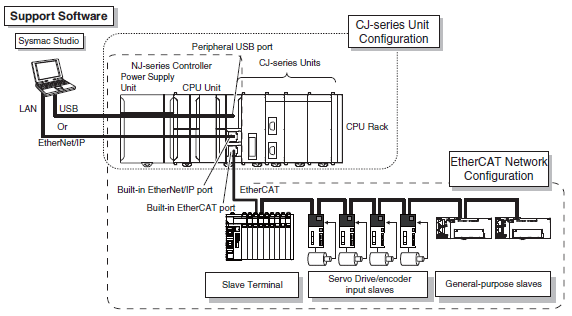 Support Software
Sysmac Studio
CJ-series Unit
Configuration
Peripheral USB port
NJ-series Controller
CJ-series Units
Power Supply
Unit
CPU Unit
LAN
USB
Or
EtherNet/IP
CPU Rack
Built-in EtherNet/IP port
EtherCAT
Built-in EtherCAT port
EtherCAT Network
Configuration
Slave Terminal
Servo Drive/encoder
input slaves
General-purpose slaves